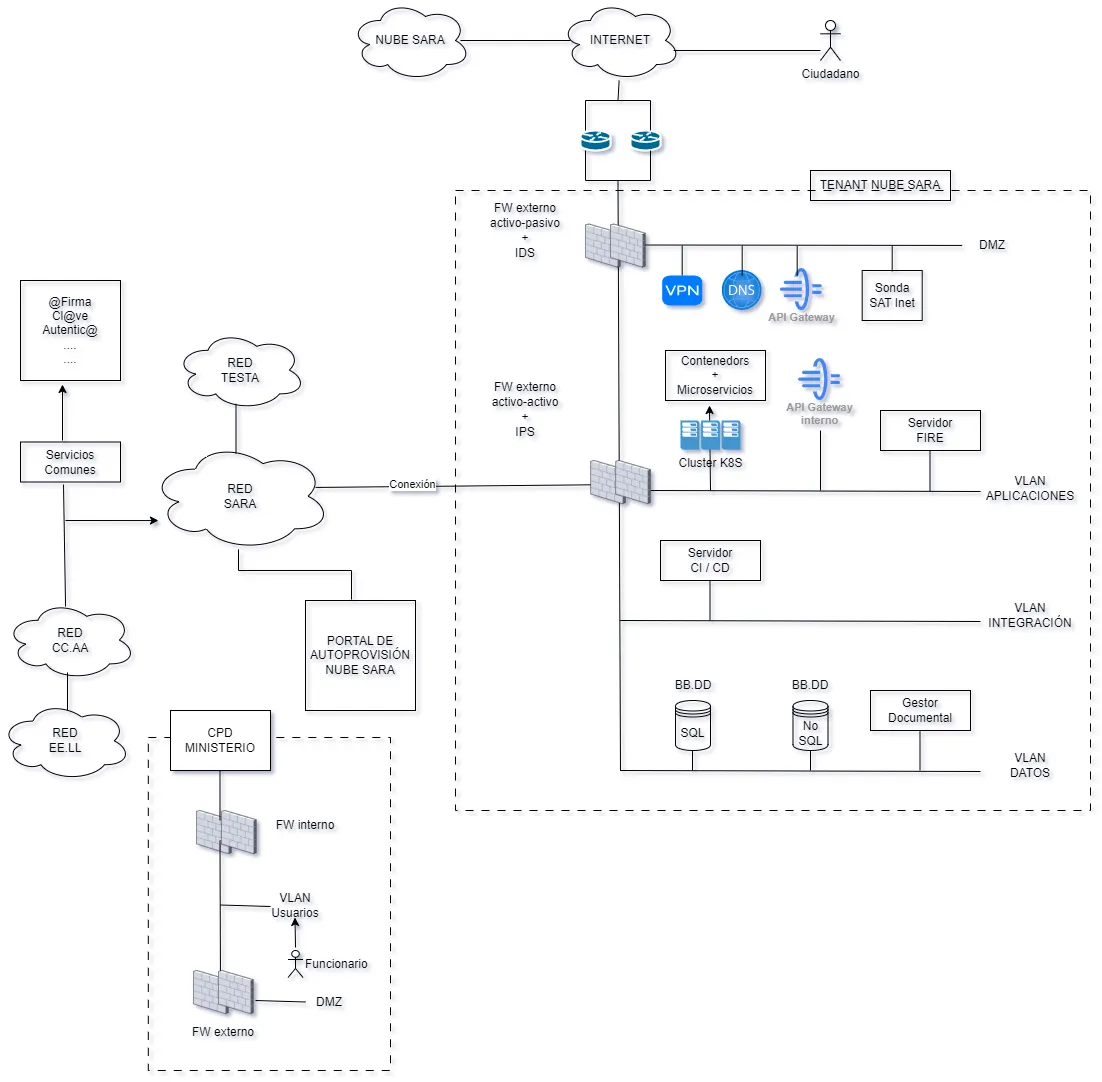 NUBE SARA
INTERNET
Ciudadano
TENANT NUBE SARA
FW externo
activo-pasivo
+
IDS
DMZ
VPN
DNS
API Gateway
Sonda
SAT Inet
@Firma
Cl@ve
Autentic@
....
....
RED
TESTA
FW externo
activo-activo
+
IPS
Contenedors
+
Microservicios
API Gateway
interno
Servidor
FIRE
Cluster K8S
Servicios
Comunes
RED
SARA
Conexión
VLAN
APLICACIONES
Servidor
CI / CD
VLAN
INTEGRACIÓN
RED
CC.AA
PORTAL DE
AUTOPROVISIÓN
NUBE SARA
BB.DD
SQL
BB.DD
No
SQL
Gestor
Documental
VLAN
DATOS
RED
EE.LL
CPD
MINISTERIO
FW interno
VLAN
Usuarios
Funcionario
DMZ
FW externo